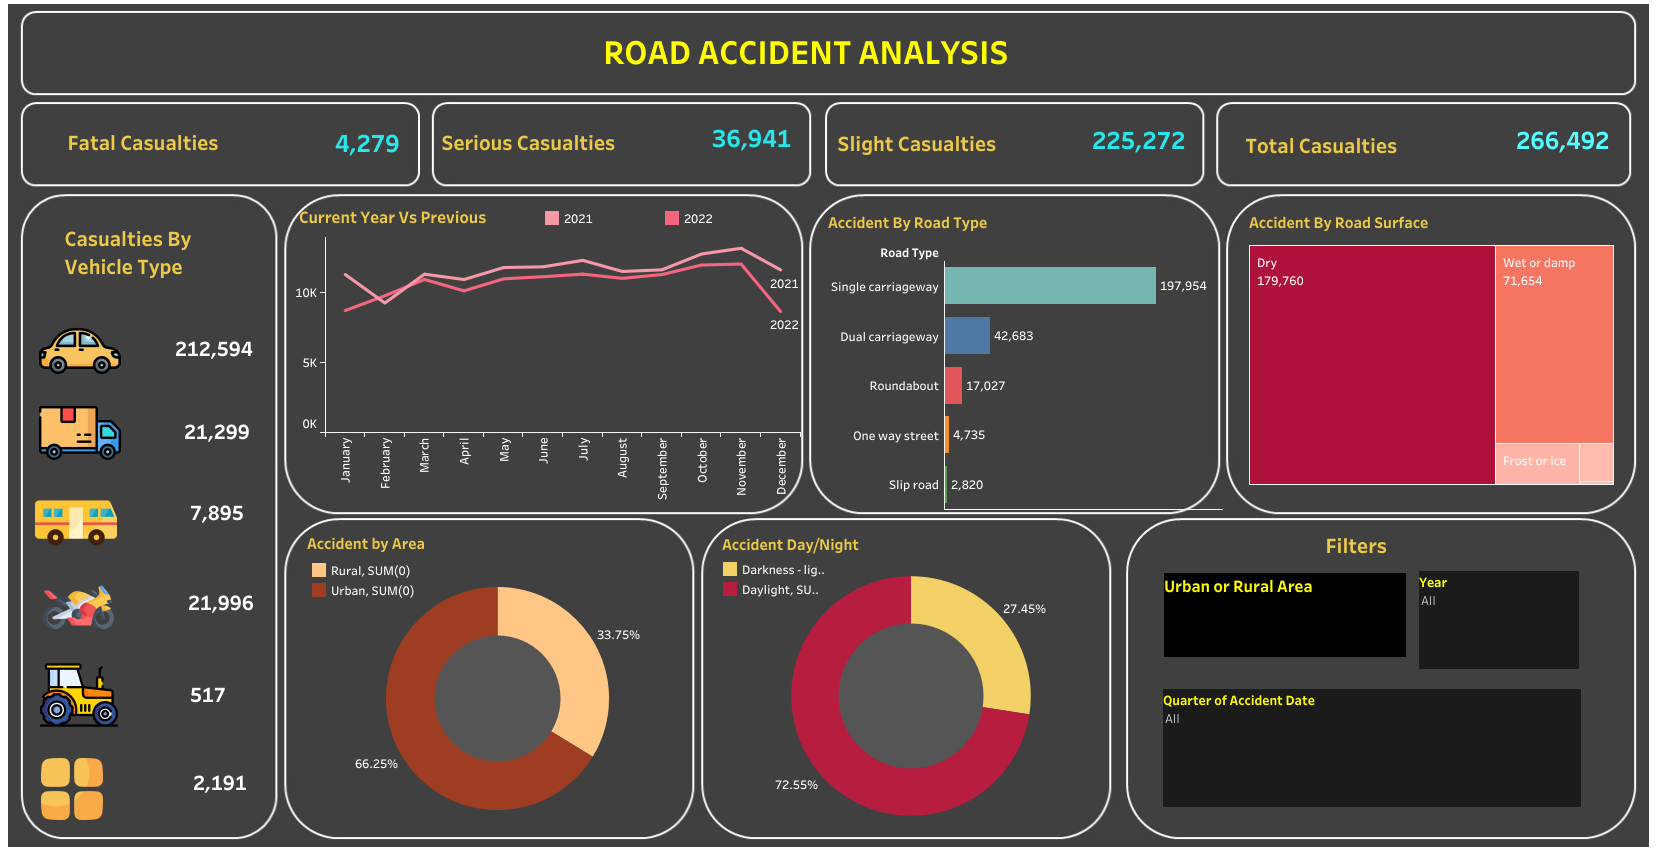 ROAD ACCIDENT ANALYSIS
Fatal Casualties
4,279
Serious Casualties
36,941
Slight Casualties
225,272
Total Casualties
266,492
Casualties By
Vehicle Type
212,594
21,299
7,895
21,996
517
2,191
Current Year Vs Previous
2021
2022
10K
5K
0K
2021
2022
January
February
March
April
May
June
July
August
September
October
November
December
Accident By Road Type
Road Type
Single carriageway
197,954
Dual carriageway
42,683
Roundabout
17,027
One way street
4,735
Slip road
2,820
Accident By Road Surface
Dry
179,760
Wet or damp
71,654
Frost or ice
Accident by Area
Rural, SUM(0)
Urban, SUM(0)
33.75%
66.25%
Accident Day/Night
Darkness - lig..
Daylight, SU..
27.45%
72.55%
Filters
Urban or Rural Area
Year
All
Quarter of Accident Date
All